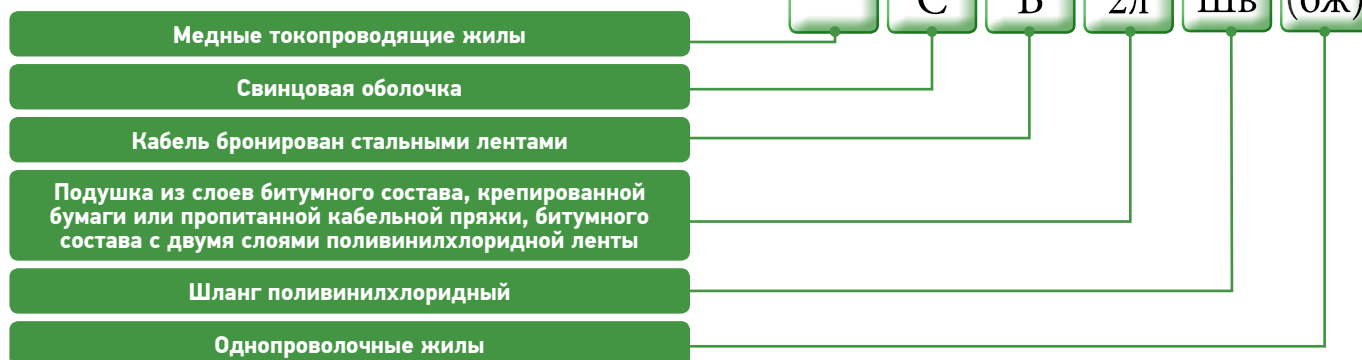 С Б 2л Шв (ож)
Медные токопроводящие жилы
Свинцовая оболочка
Кабель бронирован стальными лентами
Подушка из слоев битумного состава, крепированной
бумаги или пропитанной кабельной пряжи, битумного
состава с двумя слоями поливинилхлоридной ленты
Шланг поливинилхлоридный
Однопроволочные жилы